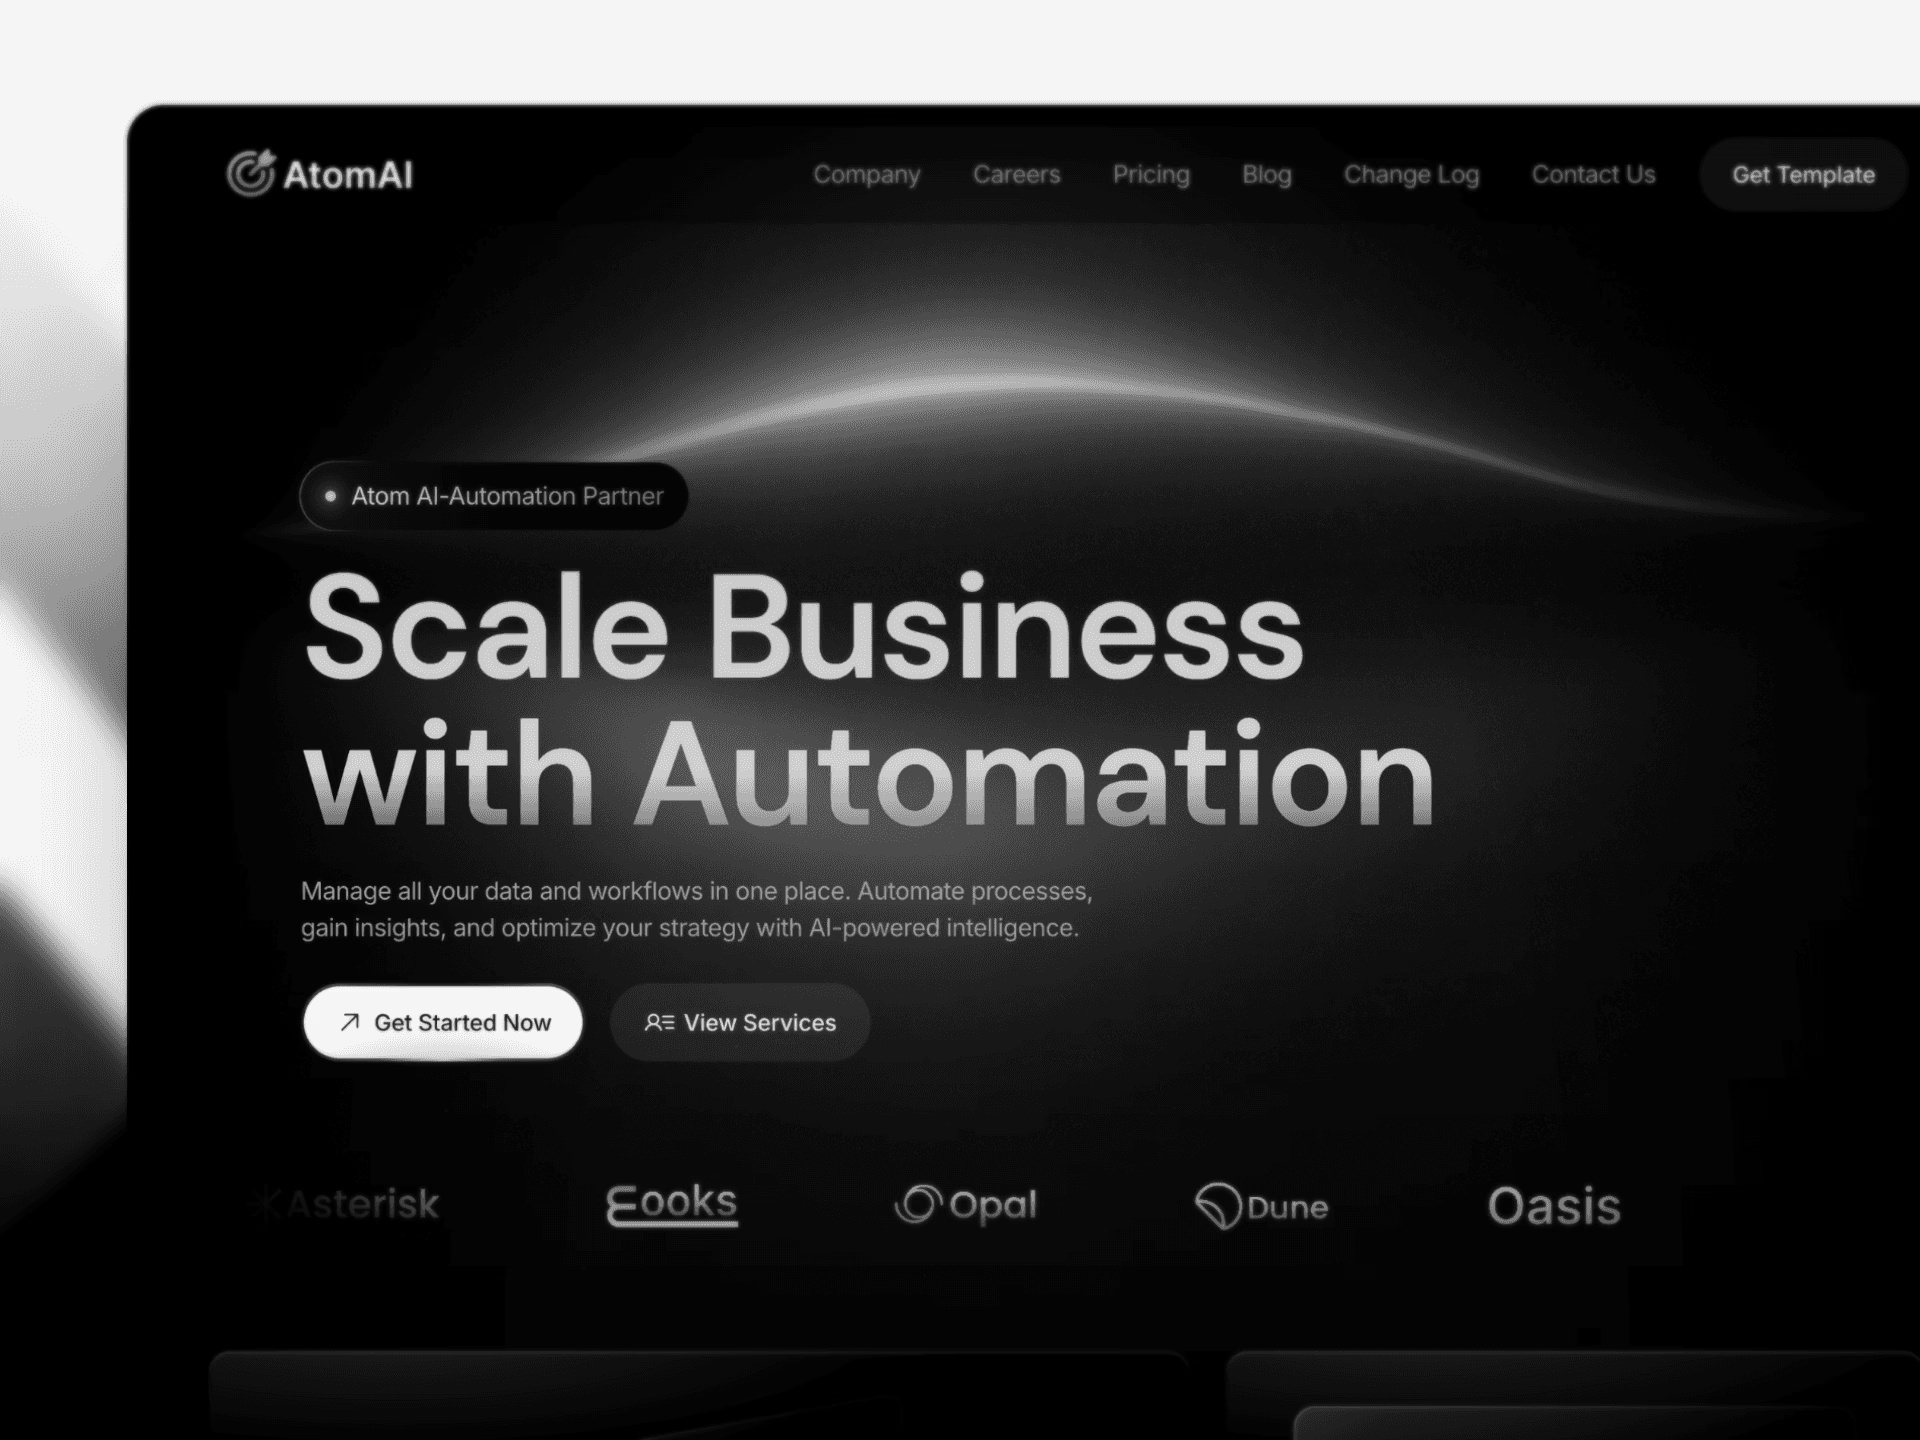 AtomAI
Company
Careers
Pricing
Blog
Change Log
Contact Us
Get Template
Atom AI-Automation Partner
Scale Business
with Automation
Manage all your data and workflows in one place. Automate processes,
gain insights, and optimize your strategy with AI-powered intelligence.
Get Started Now
View Services
Asterisk
Eooks
Opal
Dune
Oasis